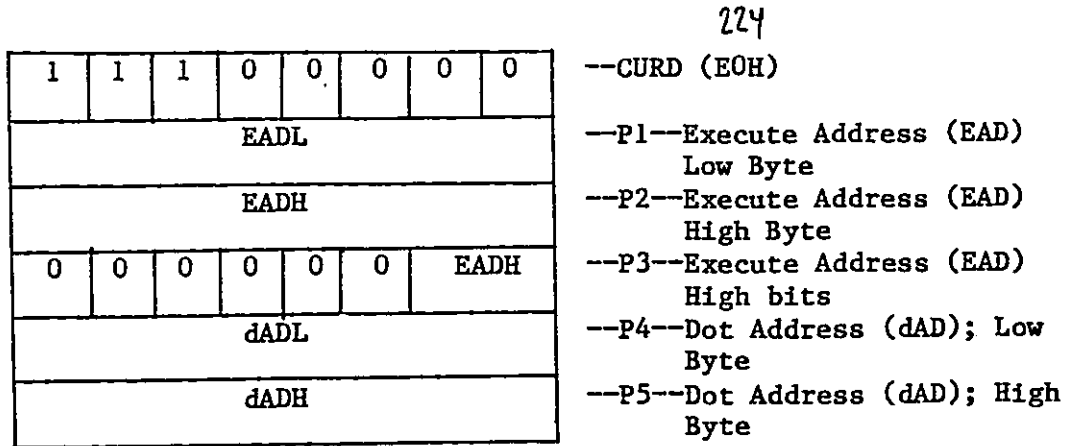 224
1 1 1 0 0 0 0 0 --CURD (E0H)
EADL --P1--Execute Address (EAD)
Low Byte
EADH --P2--Execute Address (EAD)
High Byte
0 0 0 0 0 0 EADH --P3--Execute Address (EAD)
High bits
dADL --P4--Dot Address (dAD); Low
Byte
dADH --P5--Dot Address (dAD); High
Byte